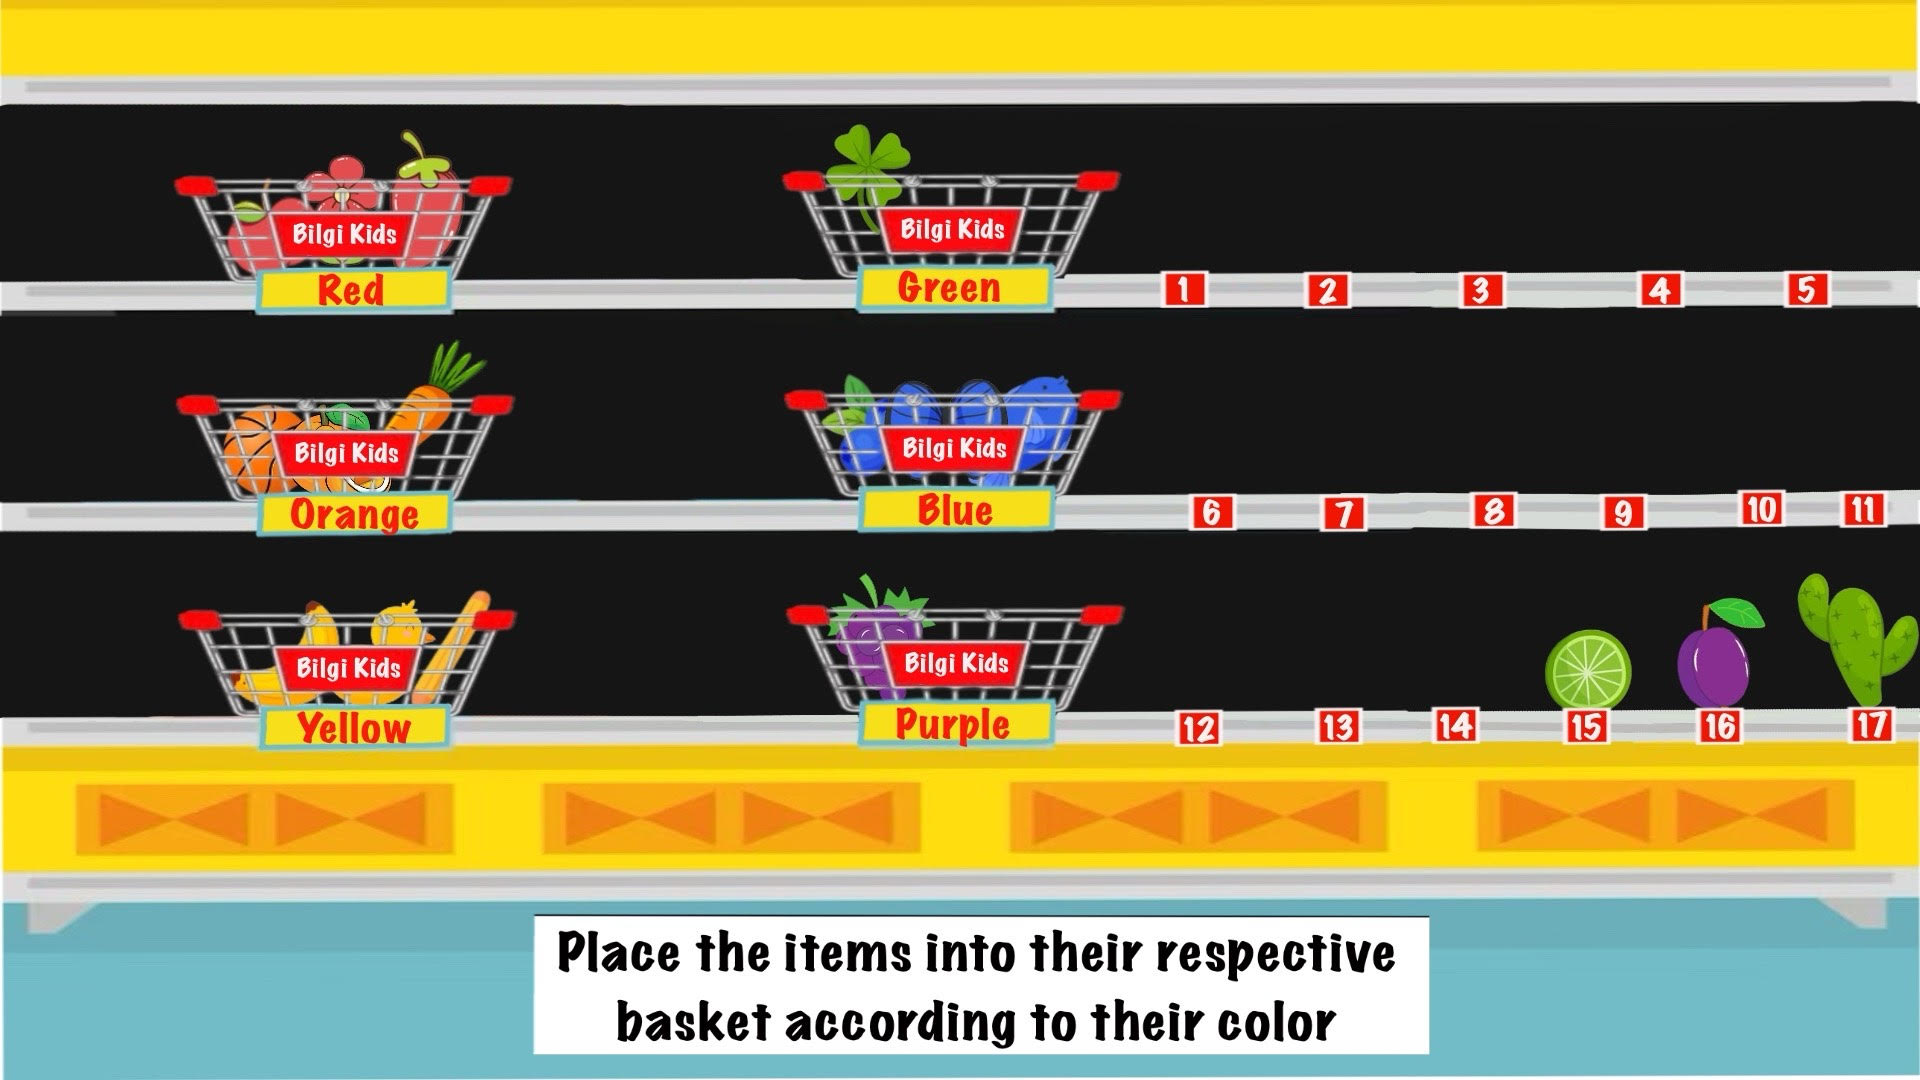 Bilgi Kids
Red
Bilgi Kids
Green
1 2 3 4 5
Bilgi Kids
Orange
Bilgi Kids
Blue
6 7 8 9 10 11
Bilgi Kids
Yellow
Bilgi Kids
Purple
12 13 14 15 16 17
Place the items into their respective
basket according to their color